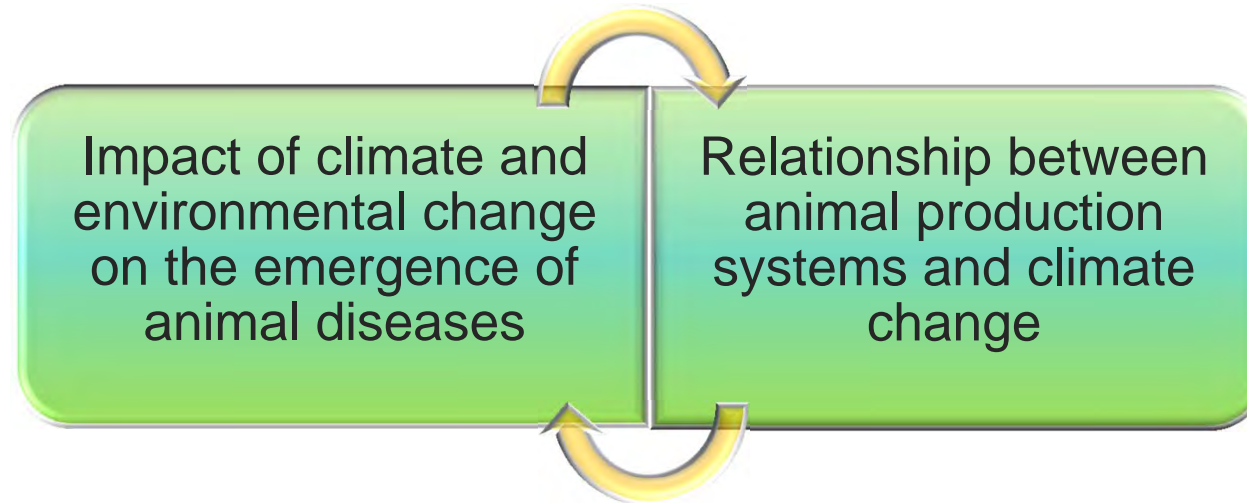 Impact of climate and
environmental change
on the emergence of
animal diseases
Relationship between
animal production
systems and climate
change